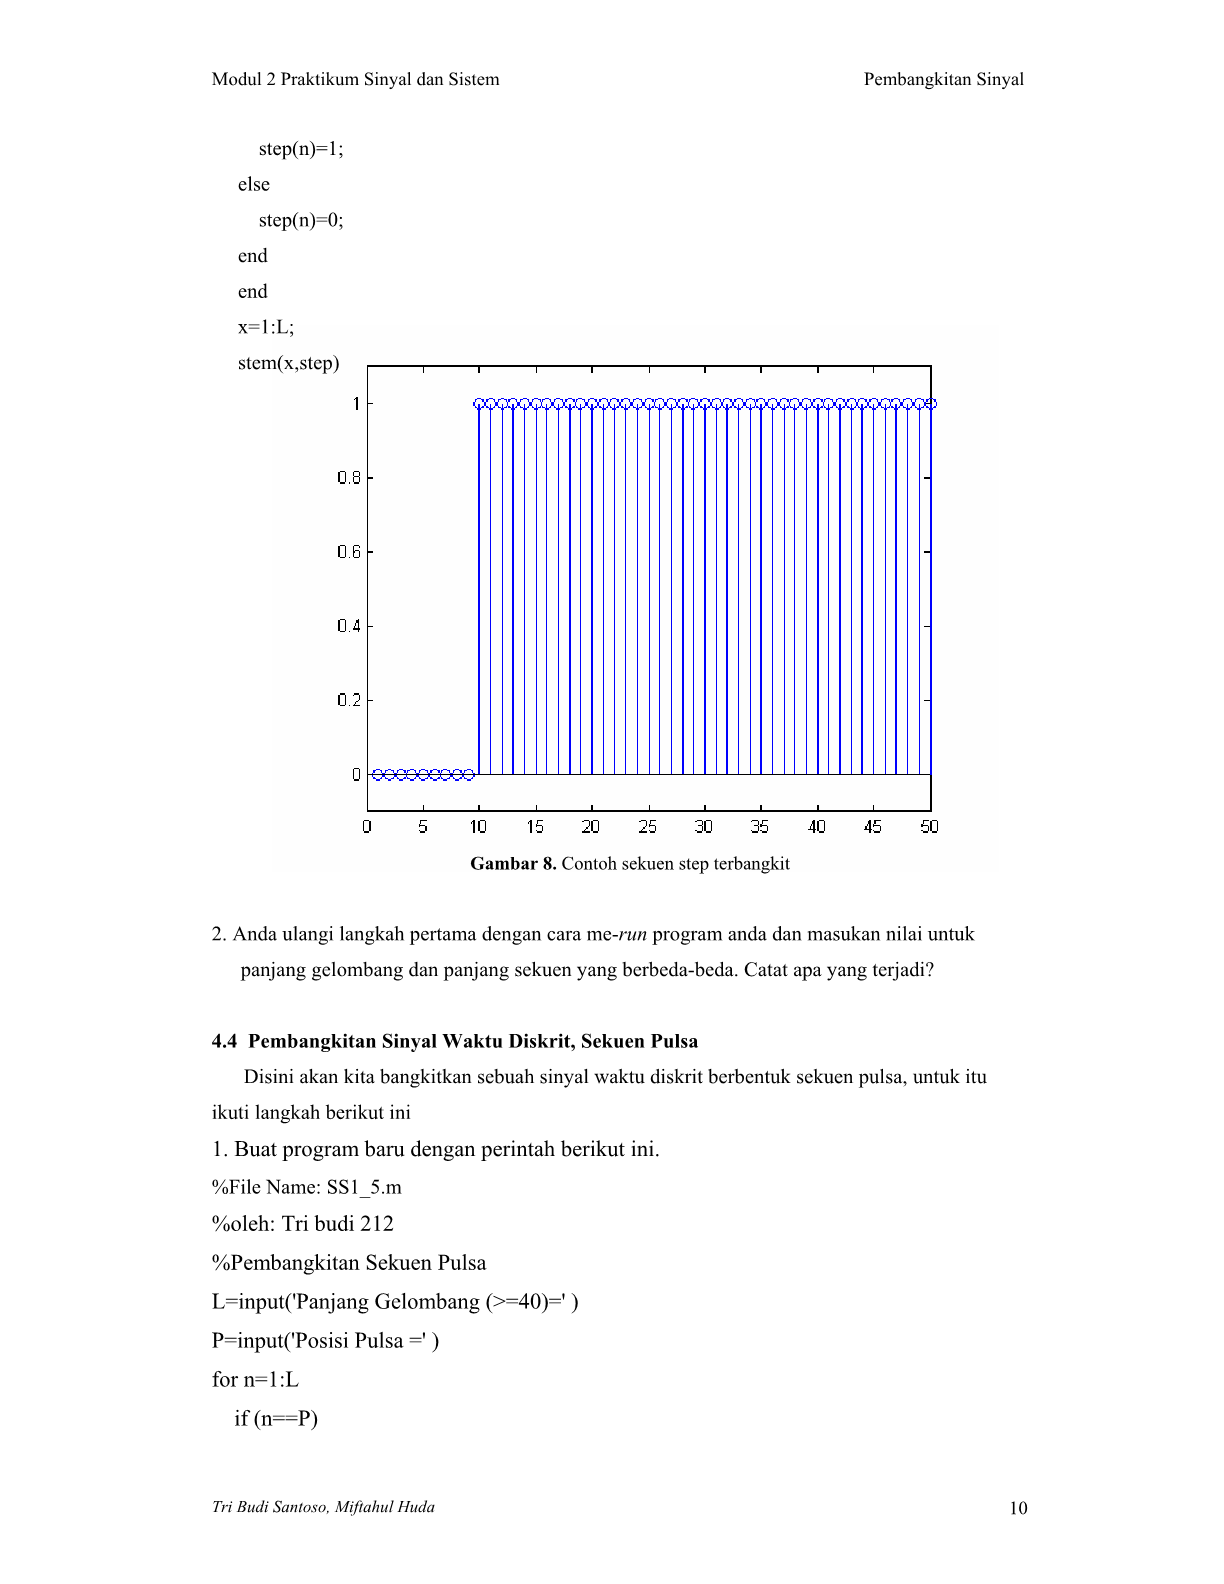 Modul 2 Praktikum Sinyal dan Sistem Pembangkitan Sinyal
step(n)=1;
else
step(n)=0;
end
end
x=1:L;
stem(x,step)
1
0.8
0.6
0.4
0.2
0
0 5 10 15 20 25 30 35 40 45 50
Gambar 8. Contoh sekuen step terbangkit
2. Anda ulangi langkah pertama dengan cara me-run program anda dan masukan nilai untuk
panjang gelombang dan panjang sekuen yang berbeda-beda. Catat apa yang terjadi?
4.4 Pembangkitan Sinyal Waktu Diskrit, Sekuen Pulsa
Disini akan kita bangkitkan sebuah sinyal waktu diskrit berbentuk sekuen pulsa, untuk itu
ikuti langkah berikut ini
1. Buat program baru dengan perintah berikut ini.
%File Name: SS1_5.m
%oleh: Tri budi 212
%Pembangkitan Sekuen Pulsa
L=input('Panjang Gelombang (>=40)=' )
P=input('Posisi Pulsa =' )
for n=1:L
if (n==P)
Tri Budi Santoso, Miftahul Huda 10